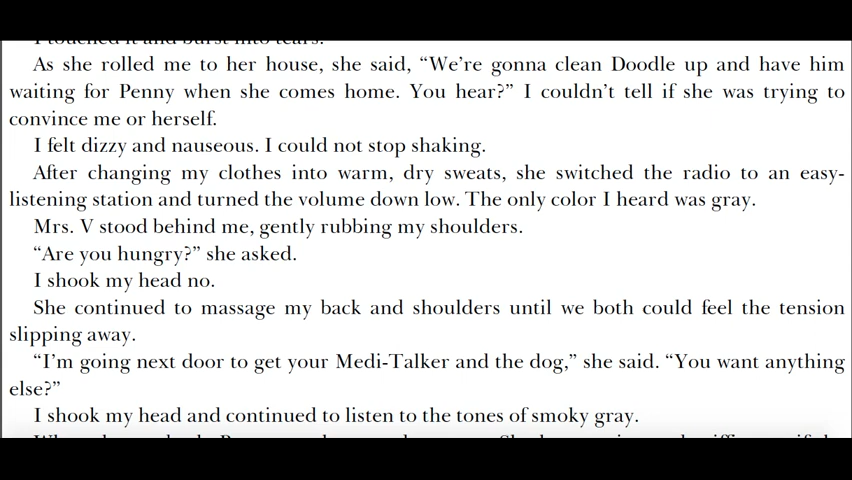 I touched it and burst into tears.
As she rolled me to her house, she said, “We’re gonna clean Doodle up and have him
waiting for Penny when she comes home. You hear?” I couldn’t tell if she was trying to
convince me or herself.
I felt dizzy and nauseous. I could not stop shaking.
After changing my clothes into warm, dry sweats, she switched the radio to an easy-
listening station and turned the volume down low. The only color I heard was gray.
Mrs. V stood behind me, gently rubbing my shoulders.
“Are you hungry?” she asked.
I shook my head no.
She continued to massage my back and shoulders until we both could feel the tension
slipping away.
“I’m going next door to get your Medi-Talker and the dog,” she said. “You want anything
else?”
I shook my head and continued to listen to the tones of smoky gray.